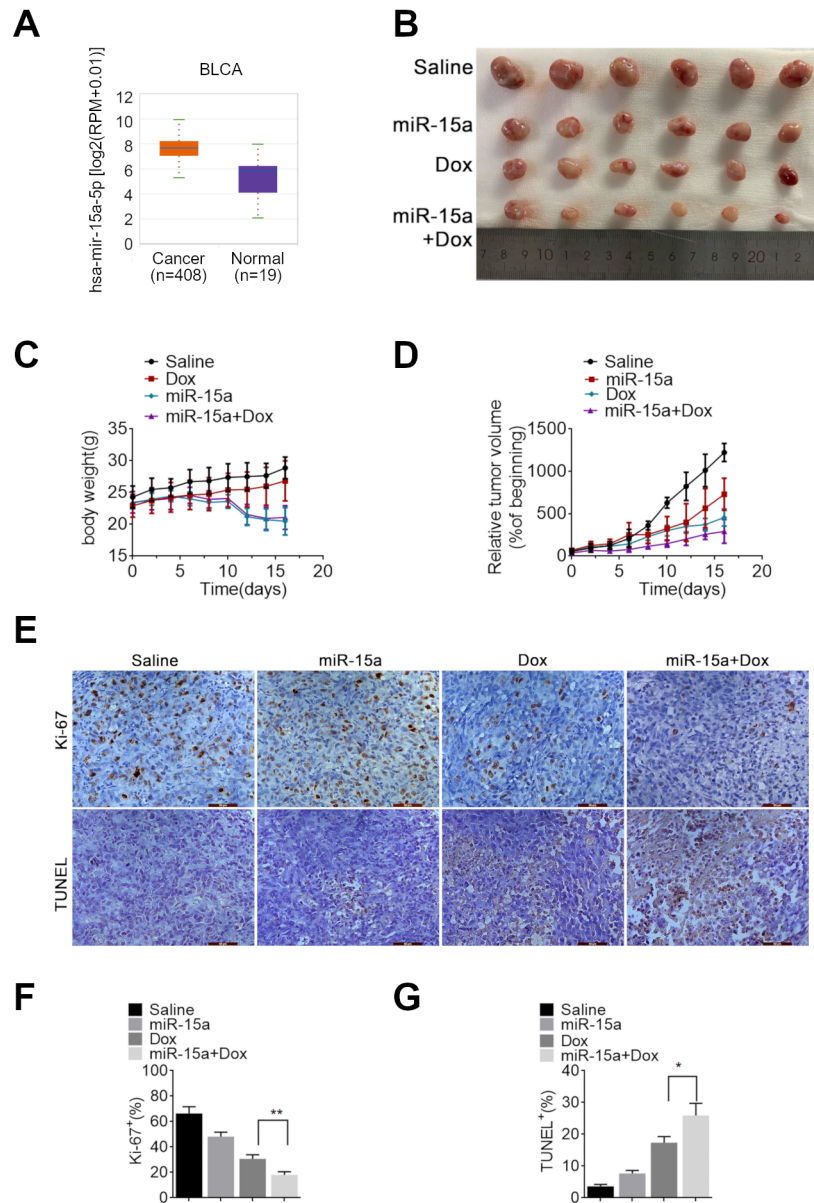 A
BLCA
hsa-mir-15a-5p [log2(RPM+0.01)]
12
10
8
6
4
2
0
Cancer
(n=408)
Normal
(n=19)
B
Saline
miR-15a
Dox
miR-15a
+Dox
7 8 9 10 1 2 3 4 5 6 7 8 9 20 1 2
C
Saline
Dox
miR-15a
miR-15a+Dox
body weight(g)
35
30
25
20
15
0 5 10 15 20
Time(days)
D
Saline
miR-15a
Dox
miR-15a+Dox
Relative tumor volume
(%of beginning)
1500
1000
500
0
0 5 10 15 20
Time(days)
E
Saline miR-15a Dox miR-15a+Dox
Ki-67
TUNEL
F
Saline
miR-15a
Dox
miR-15a+Dox
Ki-67+(%)
100
80
60
40
20
0
**
G
Saline
miR-15a
Dox
miR-15a+Dox
TUNEL+(%)
40
30
20
10
0
*